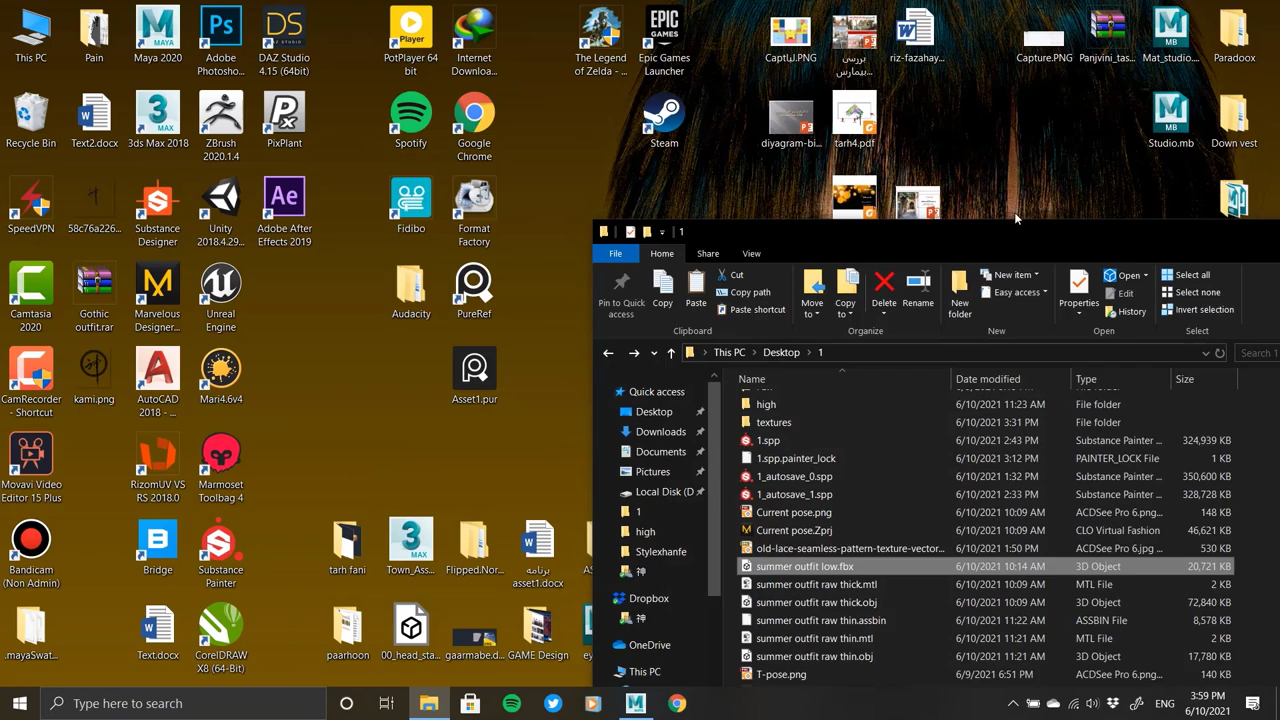 This PC
Pain
Maya 2020
Adobe
Photosho...
DAZ Studio
4.15 (64bit)
PotPlayer 64
bit
Internet
Downloa...
The Legend
of Zelda - ...
Epic Games
Launcher
بررسی
بیمارس...
riz-fazahay...
Capture.PNG
Panjvini_tas...
Mat_studio....
Paradoox
Recycle Bin
Text2.docx
3ds Max 2018
ZBrush
2020.1.4
PixPlant
Spotify
Google
Chrome
Steam
diyagram-bi...
tarh4.pdf
Studio.mb
Down vest
SpeedVPN
58c76a226...
Substance
Designer
Unity
2018.4.29...
Adobe After
Effects 2019
Fidibo
Format
Factory
Camtasia
2020
Gothic
outfit.rar
Marvelous
Designer...
Unreal
Engine
Audacity
PureRef
CamRecorder
- Shortcut
kami.png
AutoCAD
2018 - ...
Mari4.6v4
Asset1.pur
Movavi Video
Editor 15 Plus
RizomUV VS
RS 2018.0
Marmoset
Toolbag 4
Bandicam
(Non Admin)
Bridge
Substance
Painter
tarh fani
Town_Ass...
Flipped.Nor...
برنامه
asset1.docx
.mayaSwat...
Text.docx
CorelDRAW
X8 (64-Bit)
paarhoon
00_head_sta...
gaarmabe.d...
GAME Design
1
File
Home
Share
View
Pin to Quick
access
Copy
Paste
Cut
Copy path
Paste shortcut
Clipboard
Move
to
Copy
to
Delete
Rename
Organize
New
folder
New item
Easy access
New
Properties
Open
Edit
History
Open
Select all
Select none
Invert selection
Select
This PC
Desktop
1
Search 1
Quick access
Desktop
Downloads
Documents
Pictures
Local Disk (D
1
high
Stylexhanfe
神
Dropbox
神
OneDrive
This PC
Name Date modified Type Size
high 6/10/2021 11:23 AM File folder
textures 6/10/2021 3:31 PM File folder
1.spp 6/10/2021 2:43 PM Substance Painter ... 324,939 KB
1.spp.painter_lock 6/10/2021 3:12 PM PAINTER_LOCK File 1 KB
1_autosave_0.spp 6/10/2021 1:32 PM Substance Painter ... 350,600 KB
1_autosave_1.spp 6/10/2021 2:33 PM Substance Painter ... 328,728 KB
Current pose.png 6/10/2021 10:09 AM ACDSee Pro 6.png... 148 KB
Current pose.Zprj 6/10/2021 10:09 AM CLO Virtual Fashion 46,621 KB
old-lace-seamless-pattern-texture-vector... 6/10/2021 1:50 PM ACDSee Pro 6.jpg ... 530 KB
summer outfit low.fbx 6/10/2021 10:14 AM 3D Object 20,721 KB
summer outfit raw thick.mtl 6/10/2021 10:09 AM MTL File 2 KB
summer outfit raw thick.obj 6/10/2021 10:09 AM 3D Object 72,840 KB
summer outfit raw thin.assbin 6/10/2021 11:22 AM ASSBIN File 8,578 KB
summer outfit raw thin.mtl 6/10/2021 11:21 AM MTL File 2 KB
summer outfit raw thin.obj 6/10/2021 11:21 AM 3D Object 17,780 KB
T-pose.png 6/9/2021 6:51 PM ACDSee Pro 6.png... 114 KB
Type here to search
ENG
3:59 PM
6/10/2021